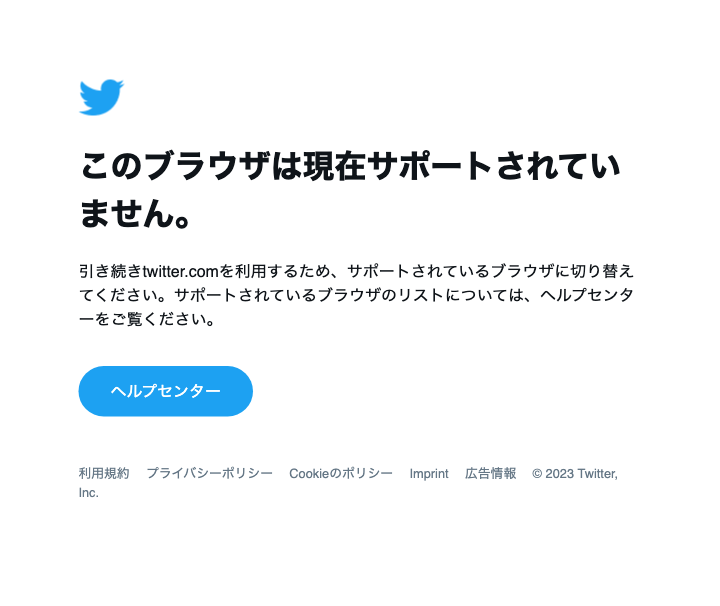 このブラウザは現在サポートされてい
ません。
引き続きtwitter.comを利用するため、サポートされているブラウザに切り替え
てください。サポートされているブラウザのリストについては、ヘルプセンタ
ーをご覧ください。
ヘルプセンター
利用規約 プライバシーポリシー Cookieのポリシー Imprint 広告情報 © 2023 Twitter,
Inc.